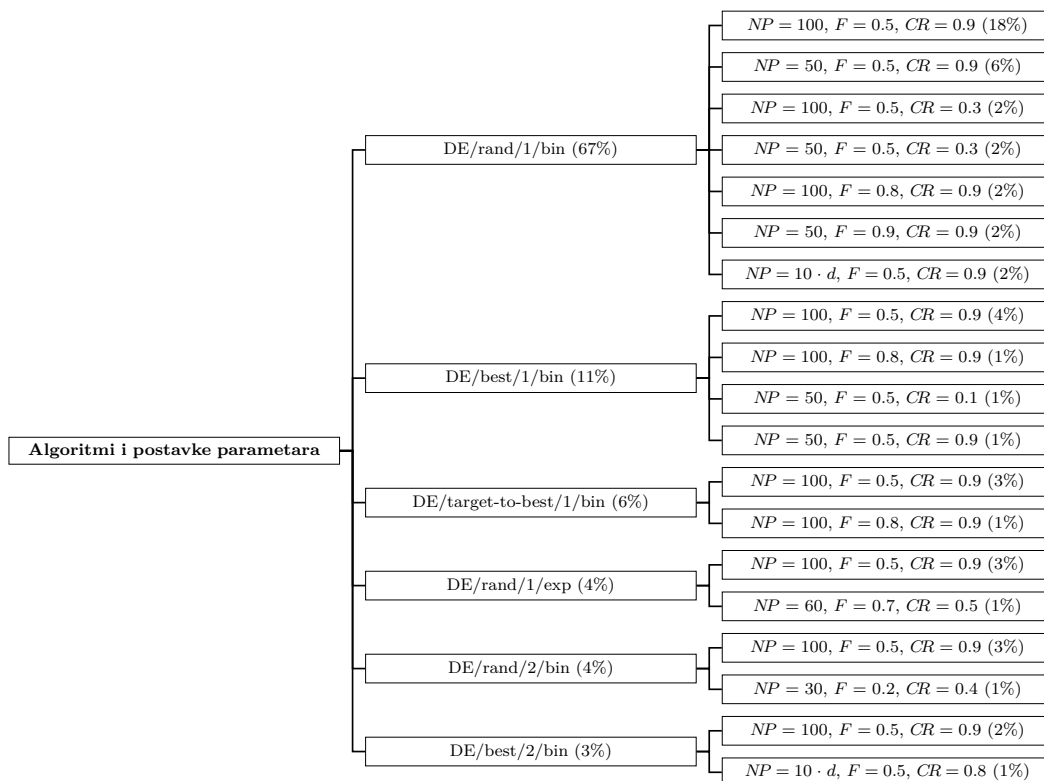 Algoritmi i postavke parametara
DE/rand/1/bin (67%)
NP = 100, F = 0.5, CR = 0.9 (18%)
NP = 50, F = 0.5, CR = 0.9 (6%)
NP = 100, F = 0.5, CR = 0.3 (2%)
NP = 50, F = 0.5, CR = 0.3 (2%)
NP = 100, F = 0.8, CR = 0.9 (2%)
NP = 50, F = 0.9, CR = 0.9 (2%)
NP = 10 · d, F = 0.5, CR = 0.9 (2%)
DE/best/1/bin (11%)
NP = 100, F = 0.5, CR = 0.9 (4%)
NP = 100, F = 0.8, CR = 0.9 (1%)
NP = 50, F = 0.5, CR = 0.1 (1%)
NP = 50, F = 0.5, CR = 0.9 (1%)
DE/target-to-best/1/bin (6%)
NP = 100, F = 0.5, CR = 0.9 (3%)
NP = 100, F = 0.8, CR = 0.9 (1%)
DE/rand/1/exp (4%)
NP = 100, F = 0.5, CR = 0.9 (3%)
NP = 60, F = 0.7, CR = 0.5 (1%)
DE/rand/2/bin (4%)
NP = 100, F = 0.5, CR = 0.9 (3%)
NP = 30, F = 0.2, CR = 0.4 (1%)
DE/best/2/bin (3%)
NP = 100, F = 0.5, CR = 0.9 (2%)
NP = 10 · d, F = 0.5, CR = 0.8 (1%)